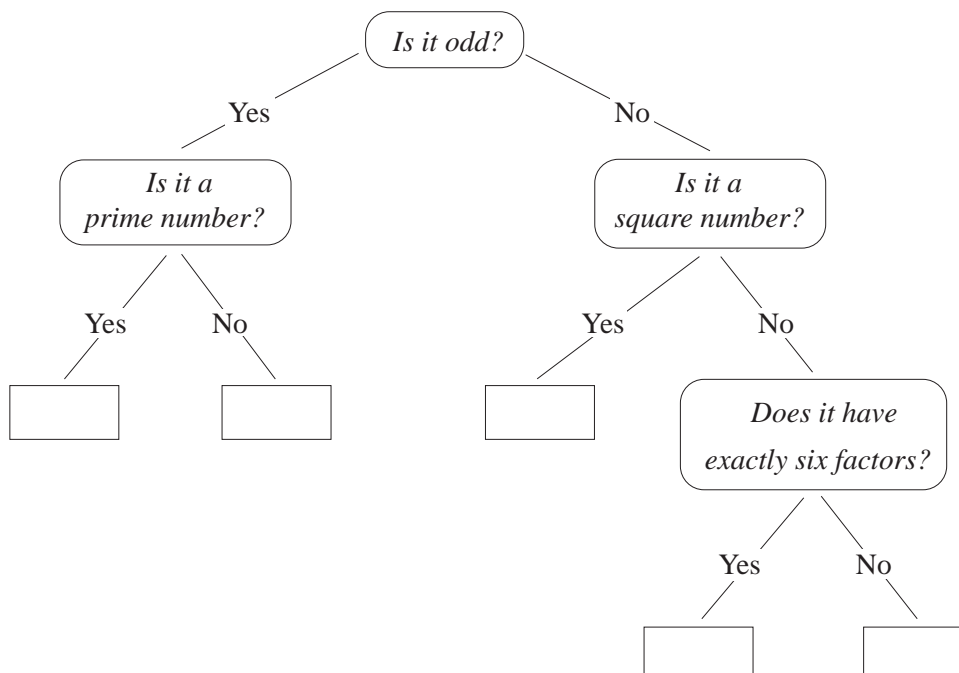 Is it odd?
Yes
No
Is it a
prime number?
Is it a
square number?
Yes
No
Yes
No
Does it have
exactly six factors?
Yes
No